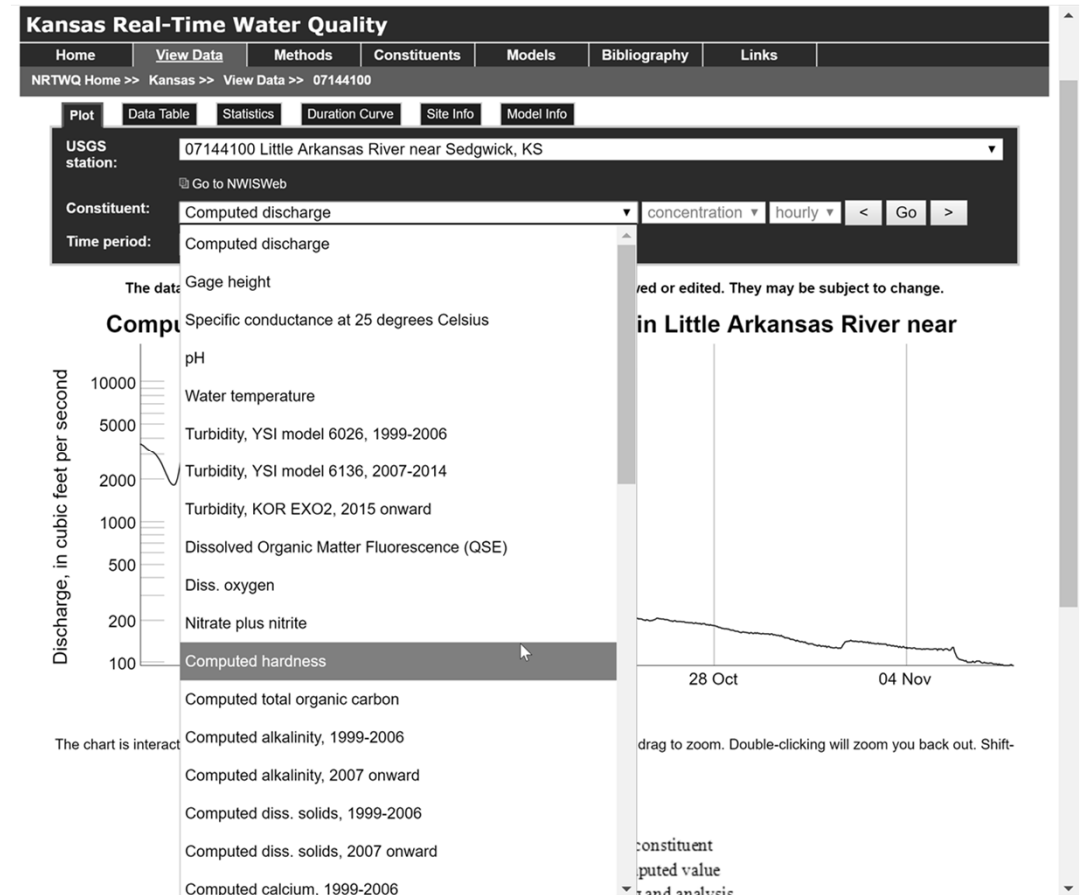 Kansas Real-Time Water Quality
Home View Data Methods Constituents Models Bibliography Links
NRTWQ Home >> Kansas >> View Data >> 07144100
Plot Data Table Statistics Duration Curve Site Info Model Info
USGS station: 07144100 Little Arkansas River near Sedgwick, KS
Go to NWISWeb
Constituent: Computed discharge concentration hourly < Go >
Time period:
Computed discharge
Gage height
Specific conductance at 25 degrees Celsius
pH
Water temperature
Turbidity, YSI model 6026, 1999-2006
Turbidity, YSI model 6136, 2007-2014
Turbidity, KOR EXO2, 2015 onward
Dissolved Organic Matter Fluorescence (QSE)
Diss. oxygen
Nitrate plus nitrite
Computed hardness
Computed total organic carbon
Computed alkalinity, 1999-2006
Computed alkalinity, 2007 onward
Computed diss. solids, 1999-2006
Computed diss. solids, 2007 onward
Computed calcium, 1999-2006
The data
or edited. They may be subject to change.
in Little Arkansas River near
Discharge, in cubic feet per second
10000
5000
2000
1000
500
200
100
28 Oct 04 Nov
The chart is
drag to zoom. Double-clicking will zoom you back out. Shift-
constituent
value
and analysis